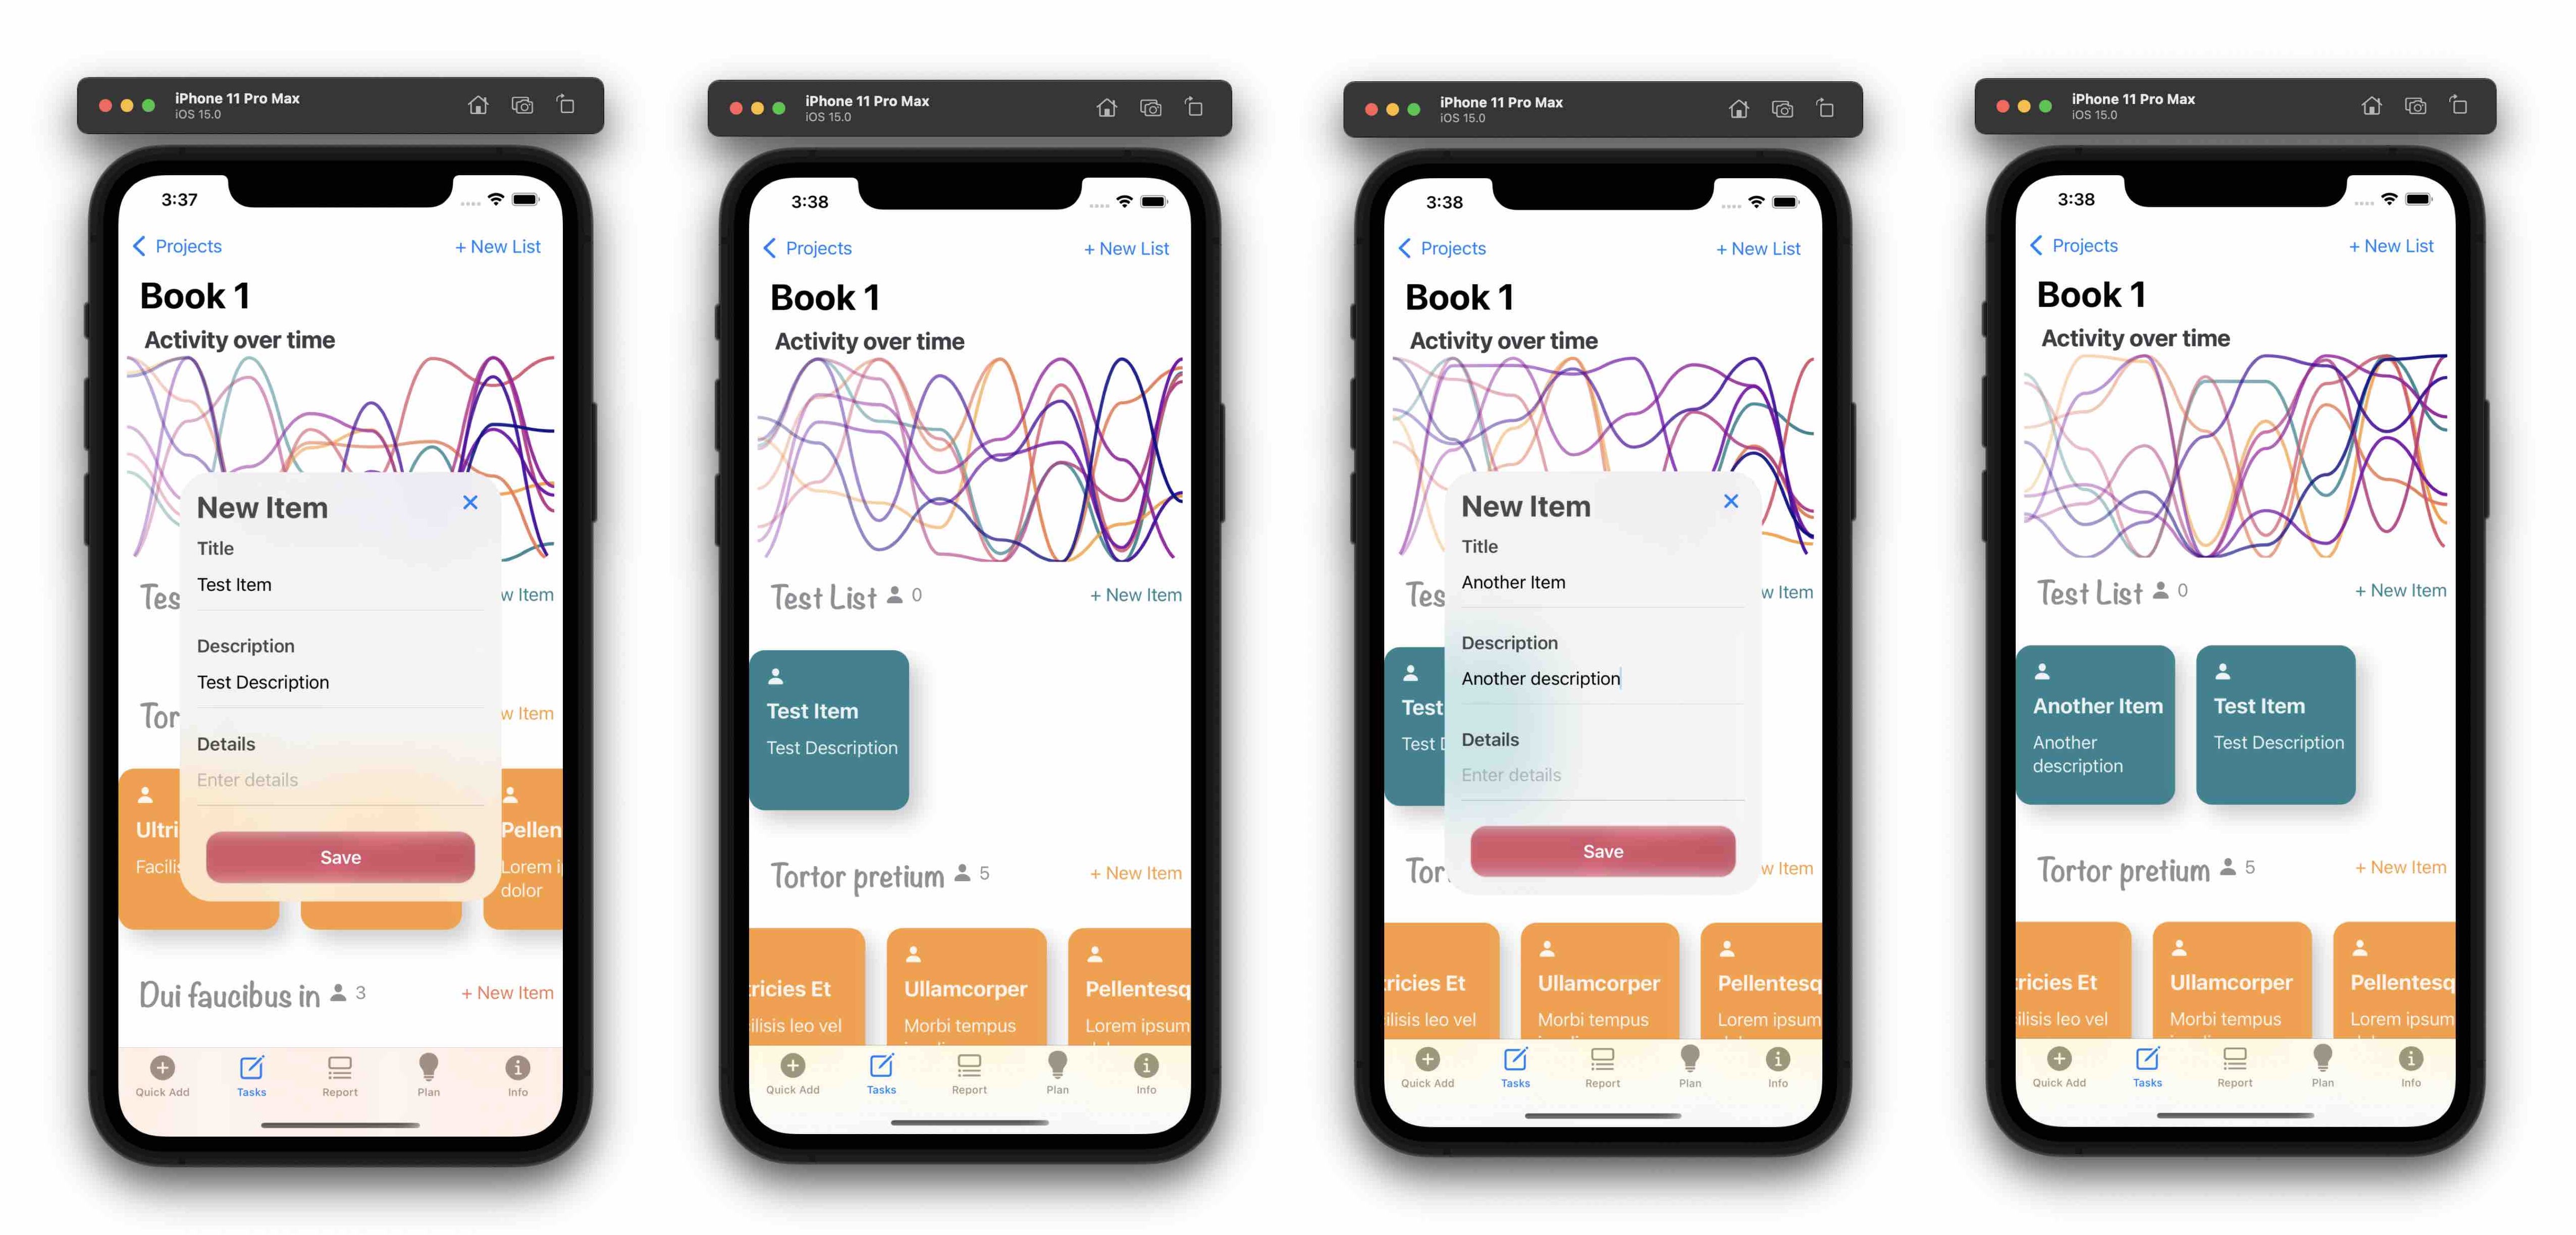 iPhone 11 Pro Max
iOS 15.0
3:37
Projects
+ New List
Book 1
Activity over time
New Item
Title
Test Item
Tes
w Item
Description
Test Description
Tor
w Item
Details
Enter details
Ultri
Pellen
Save
Facilis
Lorem i
dolor
Dui faucibus in 3
+ New Item
Quick Add
Tasks
Report
Plan
Info
iPhone 11 Pro Max
iOS 15.0
3:38
Projects
+ New List
Book 1
Activity over time
Test List 0
+ New Item
Test Item
Test Description
Tortor pretium 5
+ New Item
ricies Et
Ullamcorper
Pellentesq
ilisis leo vel
Morbi tempus
Lorem ipsum
Quick Add
Tasks
Report
Plan
Info
iPhone 11 Pro Max
iOS 15.0
3:38
Projects
+ New List
Book 1
Activity over time
New Item
Title
Another Item
Tes
w Item
Description
Another description
Test
Details
Test D
Enter details
Save
Tor
w Item
ricies Et
Ullamcorper
Pellentesq
ilisis leo vel
Morbi tempus
Lorem ipsum
Quick Add
Tasks
Report
Plan
Info
iPhone 11 Pro Max
iOS 15.0
3:38
Projects
+ New List
Book 1
Activity over time
Test List 0
+ New Item
Another Item
Test Item
Another
description
Test Description
Tortor pretium 5
+ New Item
ricies Et
Ullamcorper
Pellentesq
ilisis leo vel
Morbi tempus
Lorem ipsum
Quick Add
Tasks
Report
Plan
Info